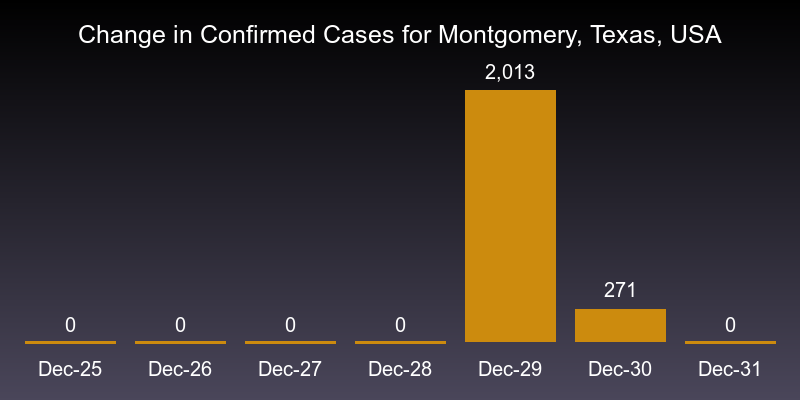 Change in Confirmed Cases for Montgomery, Texas, USA
2,013
271
0 0 0 0 0
Dec-25 Dec-26 Dec-27 Dec-28 Dec-29 Dec-30 Dec-31